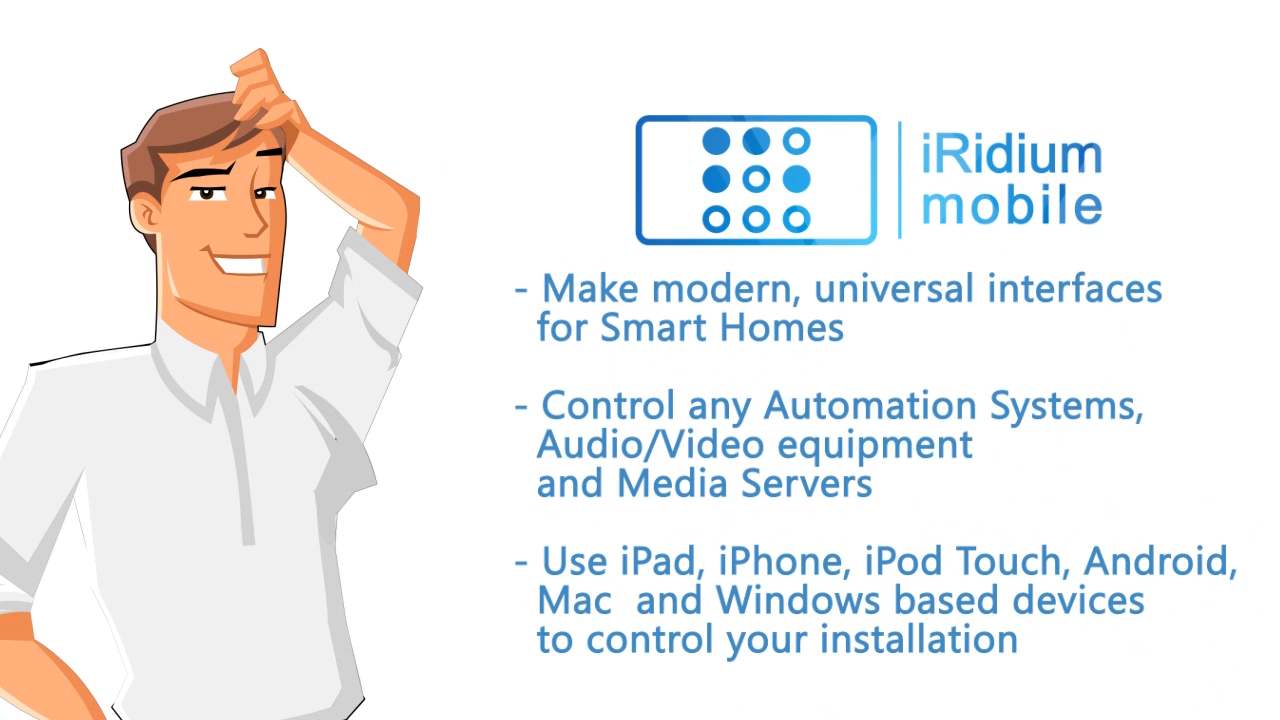 iRidium
mobile
- Make modern, universal interfaces
for Smart Homes
- Control any Automation Systems,
Audio/Video equipment
and Media Servers
- Use iPad, iPhone, iPod Touch, Android,
Mac and Windows based devices
to control your installation